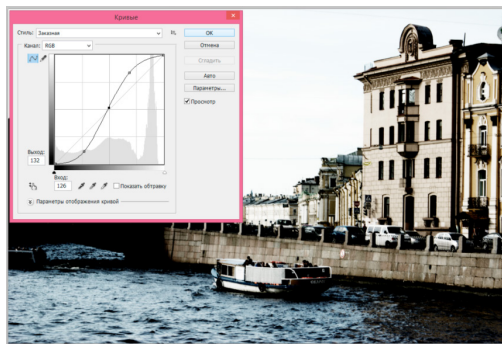 Кривые
Стиль: Заказная
ОК
Канал: RGB
Отмена
Сгладить
Авто
Параметры...
Просмотр
Выход:
132
Вход:
126
Показать обтравку
Параметры отображения кривой